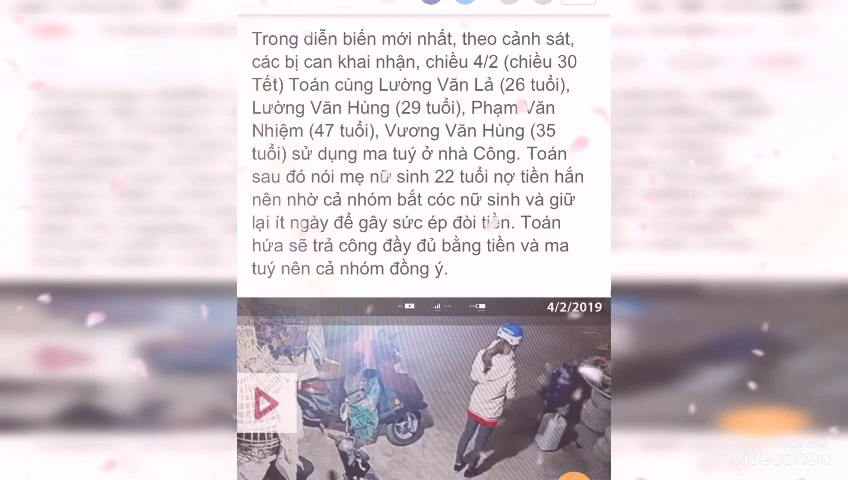 Trong diễn biến mới nhất, theo cảnh sát,
các bị can khai nhận, chiều 4/2 (chiều 30
Tết) Toán cùng Lường Văn Lả (26 tuổi),
Lường Văn Hùng (29 tuổi), Phạm Văn
Nhiệm (47 tuổi), Vương Văn Hùng (35
tuổi) sử dụng ma tuý ở nhà Công. Toán
sau đó nói mẹ nữ sinh 22 tuổi nợ tiền hắn
nên nhờ cả nhóm bắt cóc nữ sinh và giữ
lại ít ngày để gây sức ép đòi tiền. Toán
hứa sẽ trả công đầy đủ bằng tiền và ma
tuý nên cả nhóm đồng ý.
4/2/2019
Made with
VideoShow